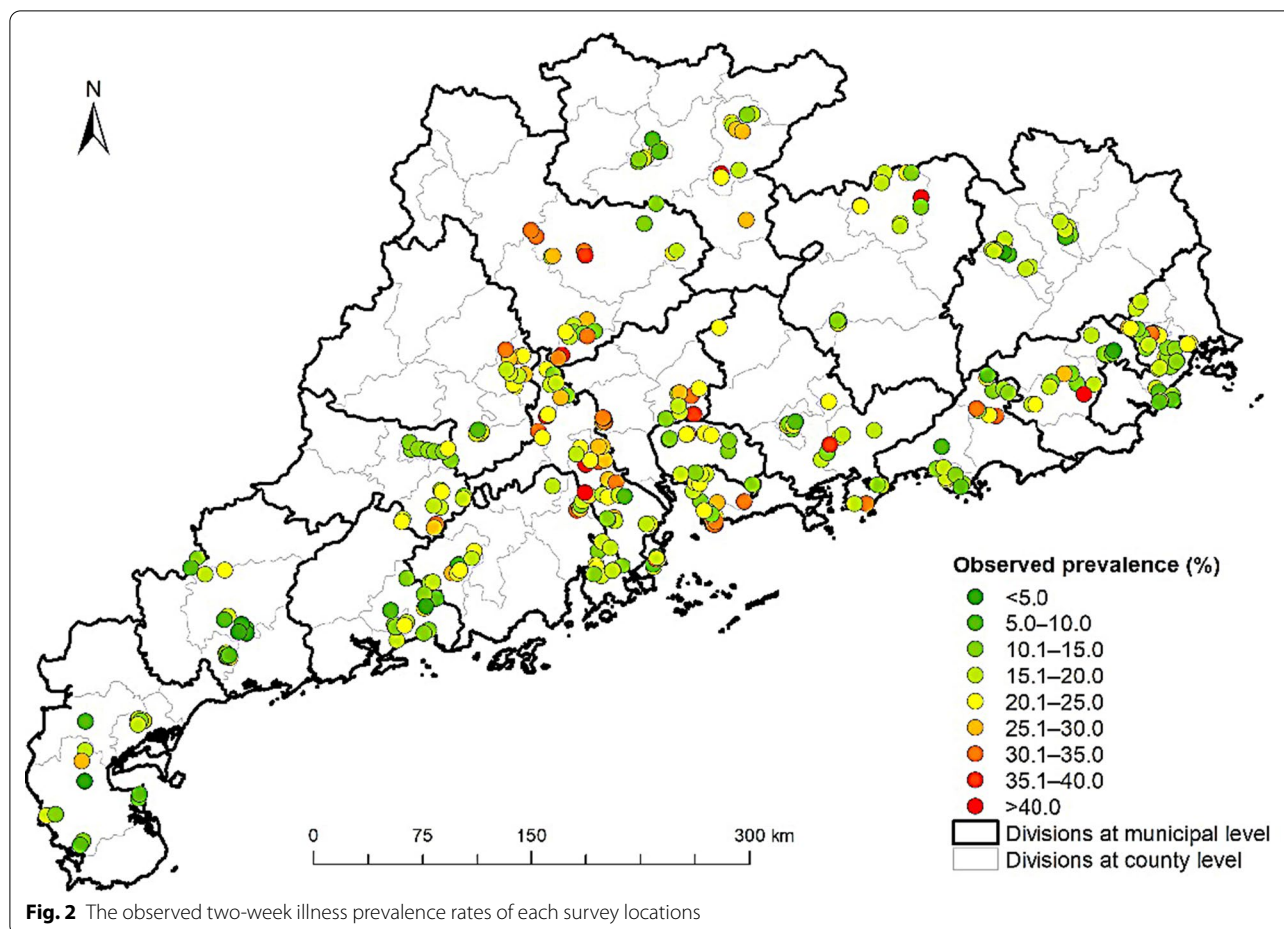 N
Observed prevalence (%)
<5.0
5.0–10.0
10.1–15.0
15.1–20.0
20.1–25.0
25.1–30.0
30.1–35.0
35.1–40.0
>40.0
Divisions at municipal level
Divisions at county level
0 75 150 300 km
Fig. 2 The observed two-week illness prevalence rates of each survey locations